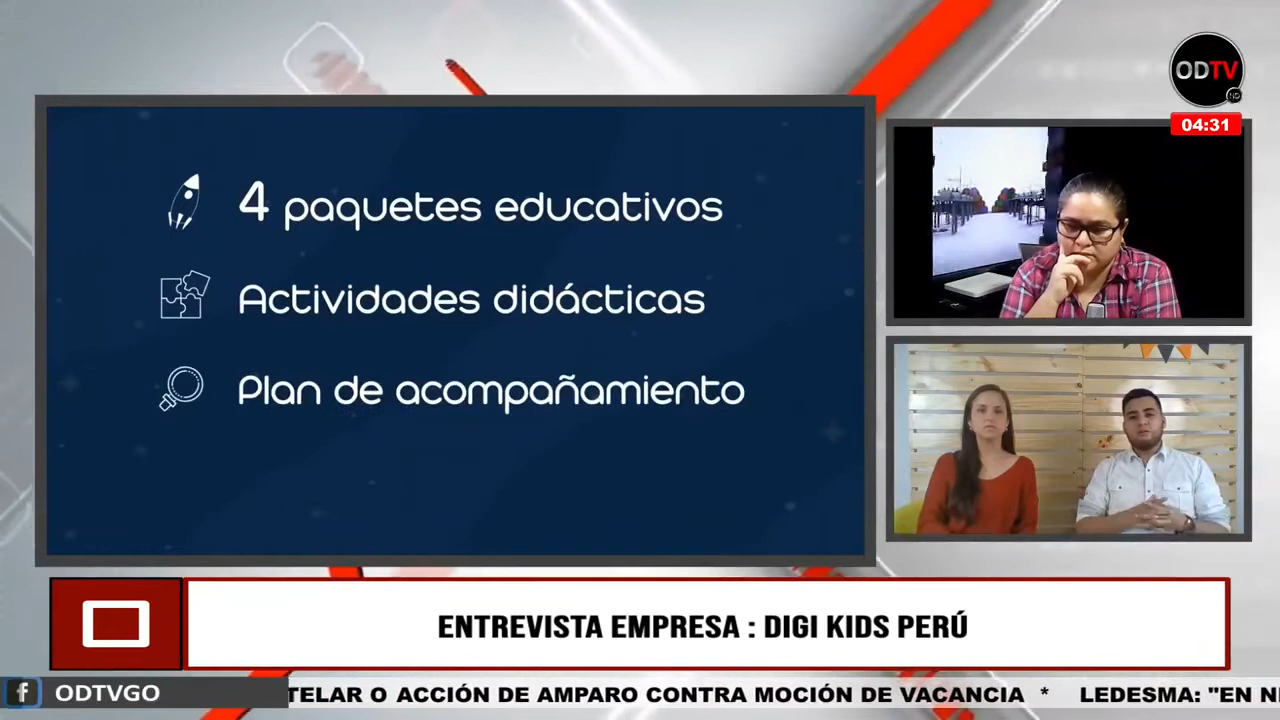 ODTV
HD
04:31
4 paquetes educativos
Actividades didácticas
Plan de acompañamiento
ENTREVISTA EMPRESA : DIGI KIDS PERÚ
ODTVGO
TELAR O ACCIÓN DE AMPARO CONTRA MOCIÓN DE VACANCIA * LEDESMA: "EN